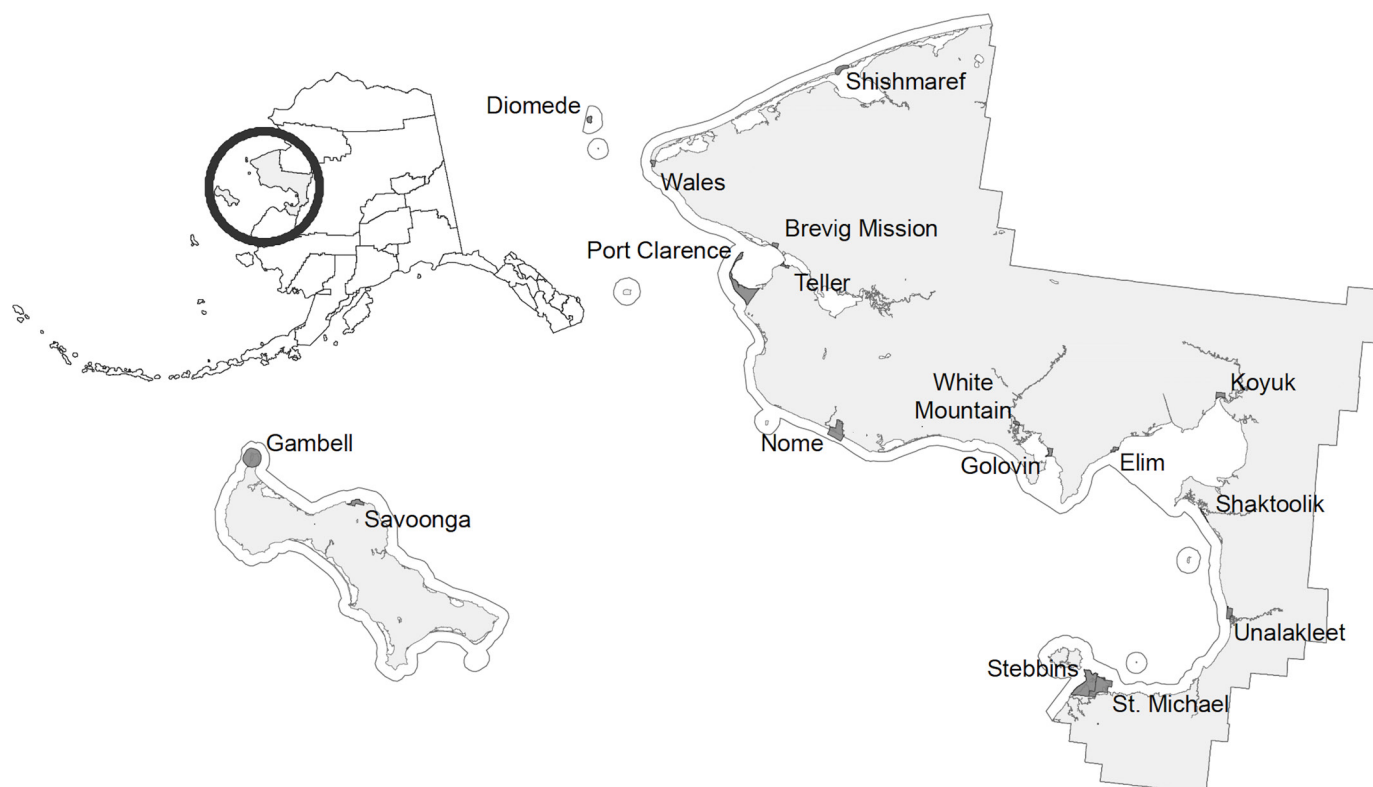 Shishmaref
Diomede
Wales
Brevig Mission
Port Clarence
Teller
White
Mountain
Koyuk
Nome
Golovin
Elim
Gambell
Savoonga
Shaktoolik
Unalakleet
Stebbins
St. Michael